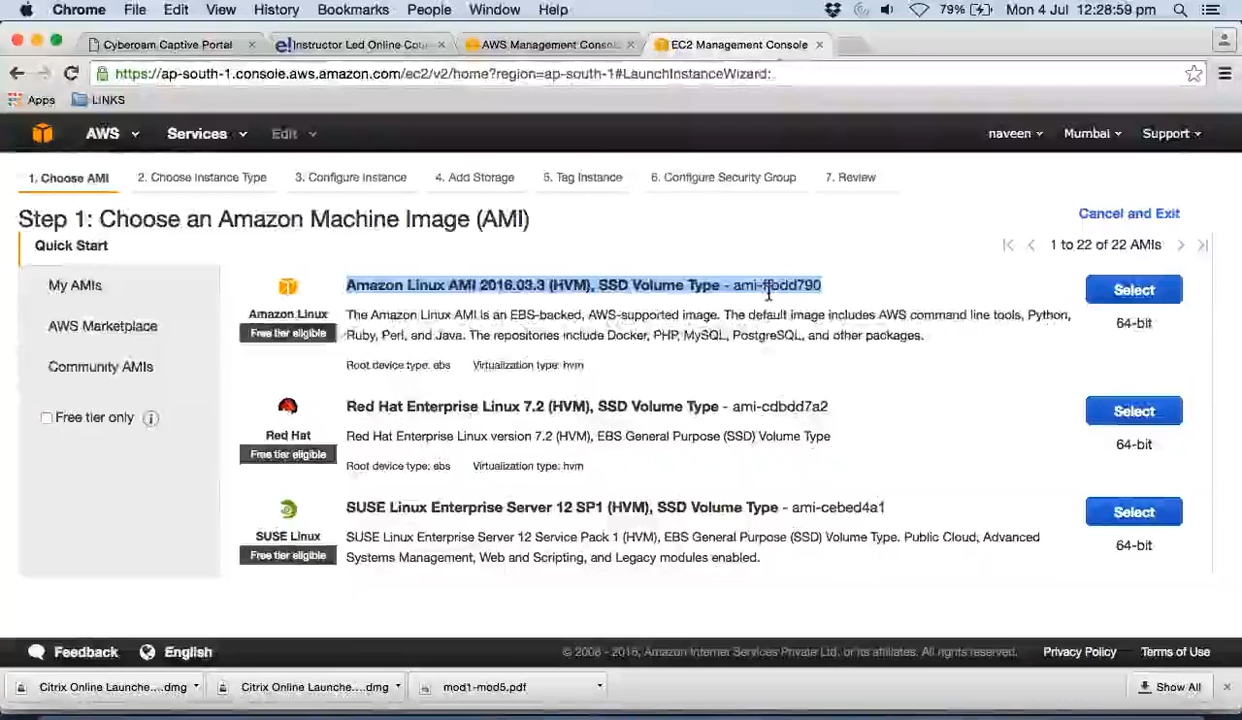 Chrome File Edit View History Bookmarks People Window Help 79% Mon 4 Jul 12:28:59 pm
Cyberoam Captive Portal Instructor Led Online Cou AWS Management Consol EC2 Management Console
https://ap-south-1.console.aws.amazon.com/ec2/v2/home?region=ap-south-1#LaunchInstanceWizard:
Apps LINKS
AWS Services Edit naveen Mumbai Support
1. Choose AMI 2. Choose Instance Type 3. Configure Instance 4. Add Storage 5. Tag Instance 6. Configure Security Group 7. Review
Step 1: Choose an Amazon Machine Image (AMI) Cancel and Exit
Quick Start 1 to 22 of 22 AMIs
My AMIs
AWS Marketplace
Community AMIs
Free tier only
Amazon Linux AMI 2016.03.3 (HVM), SSD Volume Type - ami-ffbdd790 Select
Amazon Linux The Amazon Linux AMI is an EBS-backed, AWS-supported image. The default image includes AWS command line tools, Python, 64-bit
Free tier eligible Ruby, Perl, and Java. The repositories include Docker, PHP, MySQL, PostgreSQL, and other packages.
Root device type: ebs Virtualization type: hvm
Red Hat Enterprise Linux 7.2 (HVM), SSD Volume Type - ami-cdbdd7a2 Select
Red Hat Red Hat Enterprise Linux version 7.2 (HVM), EBS General Purpose (SSD) Volume Type 64-bit
Free tier eligible
Root device type: ebs Virtualization type: hvm
SUSE Linux Enterprise Server 12 SP1 (HVM), SSD Volume Type - ami-cebed4a1 Select
SUSE Linux SUSE Linux Enterprise Server 12 Service Pack 1 (HVM), EBS General Purpose (SSD) Volume Type. Public Cloud, Advanced 64-bit
Free tier eligible Systems Management, Web and Scripting, and Legacy modules enabled.
Feedback English © 2008 - 2016, Amazon Internet Services Private Ltd. or its affiliates. All rights reserved. Privacy Policy Terms of Use
Citrix Online Launche....dmg Citrix Online Launche....dmg mod1-mod5.pdf Show All